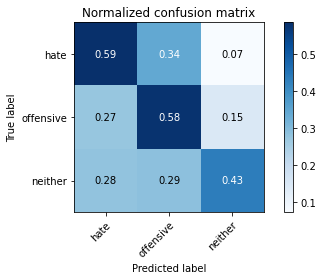 Normalized confusion matrix
True label
hate 0.59 0.34 0.07
offensive 0.27 0.58 0.15
neither 0.28 0.29 0.43
hate offensive neither
Predicted label
0.5
0.4
0.3
0.2
0.1